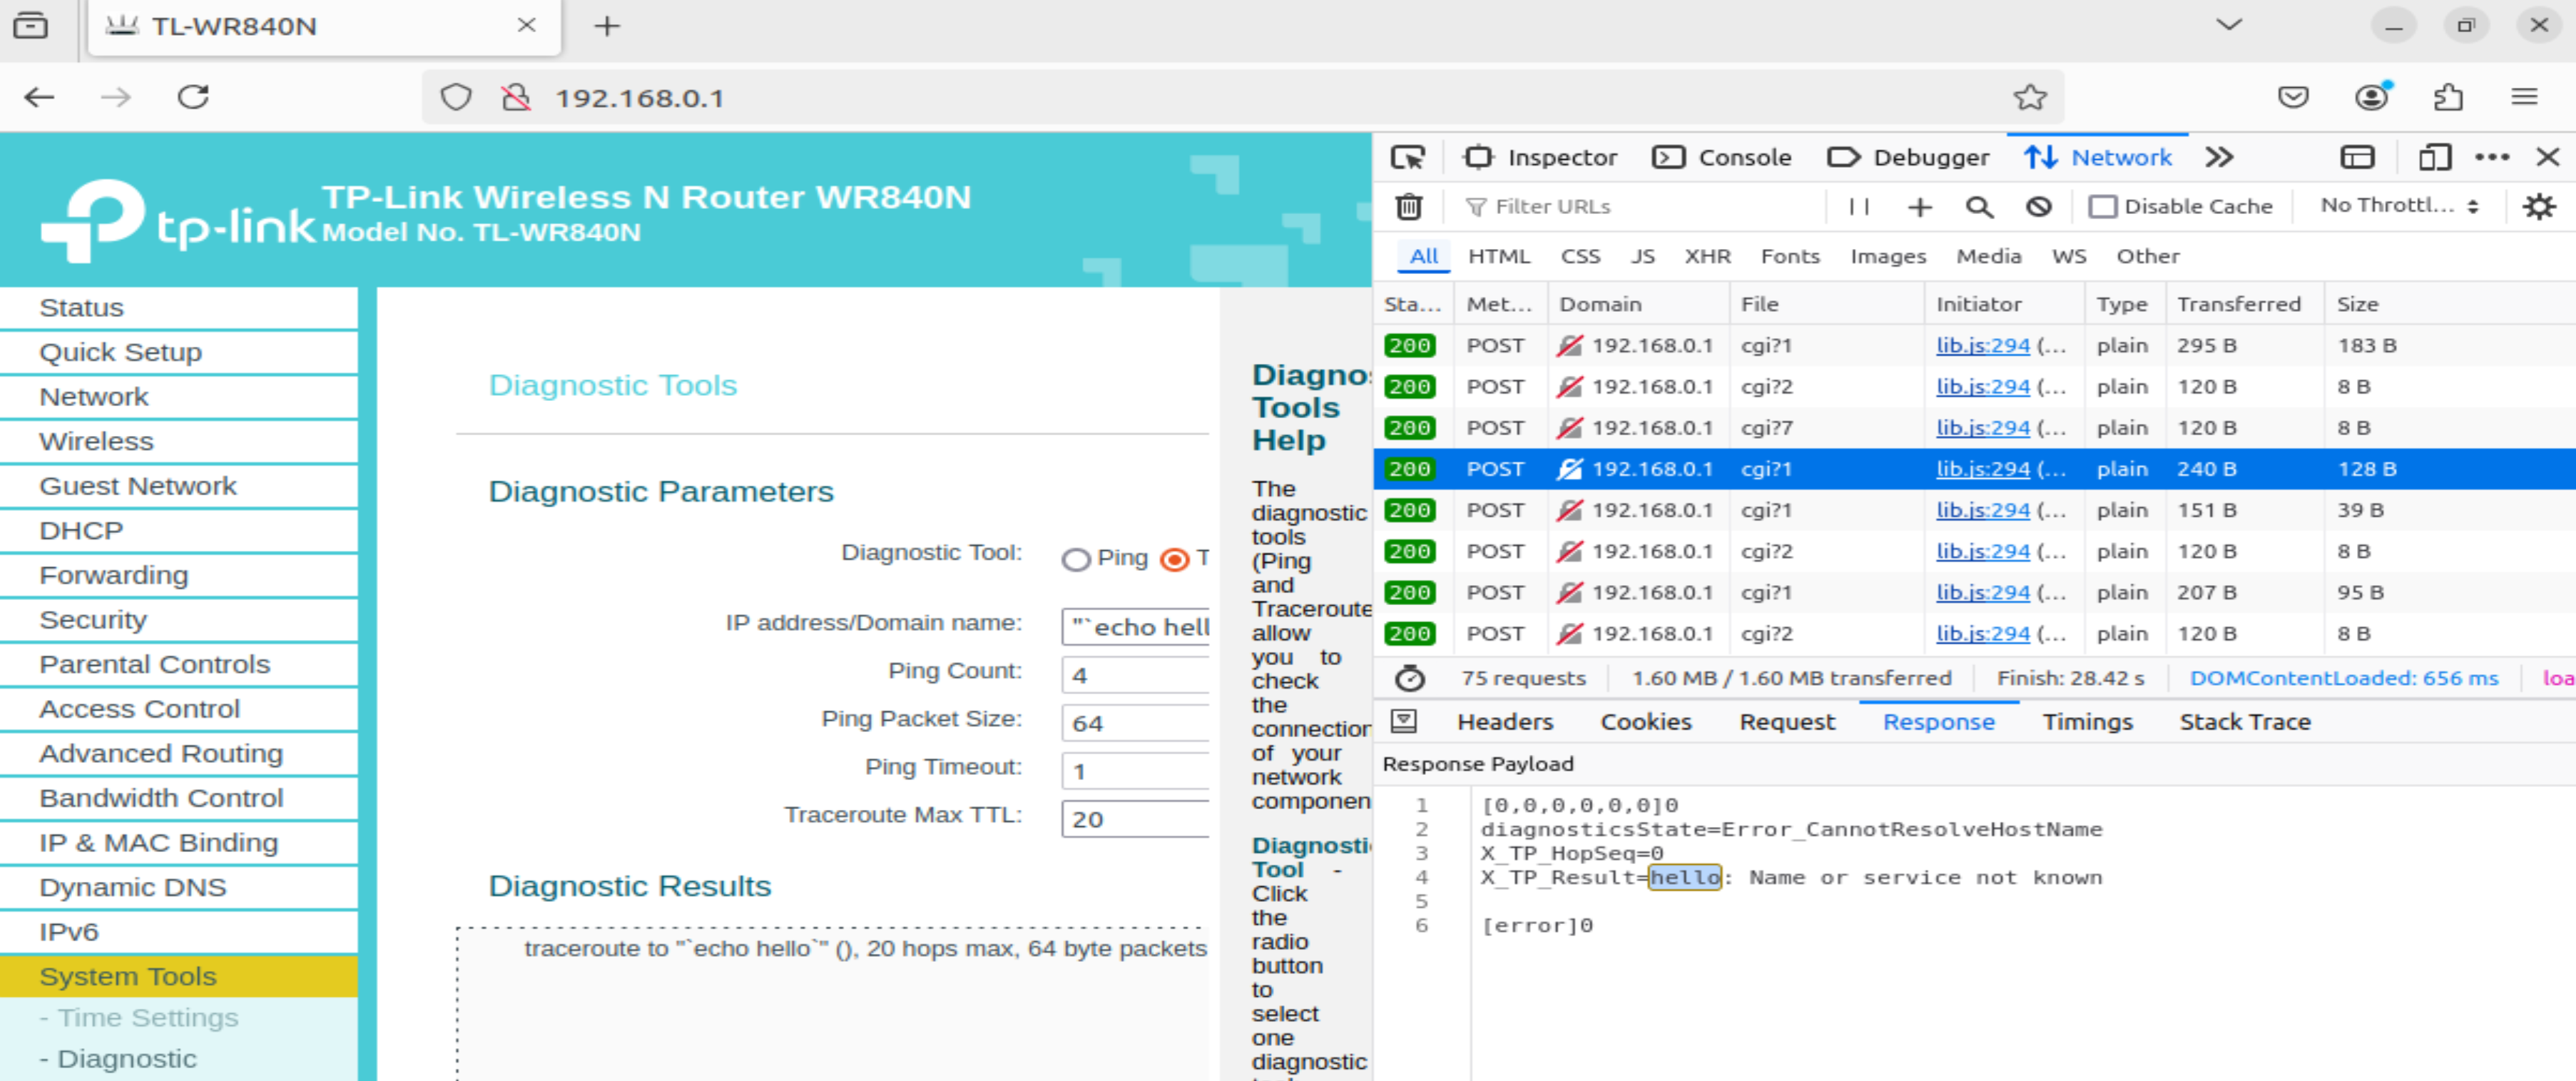 TL-WR840N
192.168.0.1
tp-link
TP-Link Wireless N Router WR840N
Model No. TL-WR840N
Status
Quick Setup
Network
Wireless
Guest Network
DHCP
Forwarding
Security
Parental Controls
Access Control
Advanced Routing
Bandwidth Control
IP & MAC Binding
Dynamic DNS
IPv6
System Tools
- Time Settings
- Diagnostic
Diagnostic Tools
Diagnostic Parameters
Diagnostic Tool: Ping T
IP address/Domain name: "`echo hell
Ping Count: 4
Ping Packet Size: 64
Ping Timeout: 1
Traceroute Max TTL: 20
Diagnostic Results
traceroute to "`echo hello`" (), 20 hops max, 64 byte packets
Diagnos
Tools
Help
The
diagnostic
tools
(Ping
and
Traceroute
allow
you to
check
the
connection
of your
network
componen
Diagnosti
Tool -
Click
the
radio
button
to
select
one
diagnostic
Inspector Console Debugger Network
Filter URLs Disable Cache No Throttl...
All HTML CSS JS XHR Fonts Images Media WS Other
Sta... Met... Domain File Initiator Type Transferred Size
200 POST 192.168.0.1 cgi?1 lib.js:294 (... plain 295 B 183 B
200 POST 192.168.0.1 cgi?2 lib.js:294 (... plain 120 B 8 B
200 POST 192.168.0.1 cgi?7 lib.js:294 (... plain 120 B 8 B
200 POST 192.168.0.1 cgi?1 lib.js:294 (... plain 240 B 128 B
200 POST 192.168.0.1 cgi?1 lib.js:294 (... plain 151 B 39 B
200 POST 192.168.0.1 cgi?2 lib.js:294 (... plain 120 B 8 B
200 POST 192.168.0.1 cgi?1 lib.js:294 (... plain 207 B 95 B
200 POST 192.168.0.1 cgi?2 lib.js:294 (... plain 120 B 8 B
75 requests 1.60 MB / 1.60 MB transferred Finish: 28.42 s DOMContentLoaded: 656 ms loa
Headers Cookies Request Response Timings Stack Trace
Response Payload
1 [0,0,0,0,0,0]0
2 diagnosticsState=Error_CannotResolveHostName
3 X_TP_HopSeq=0
4 X_TP_Result=hello: Name or service not known
5
6 [error]0